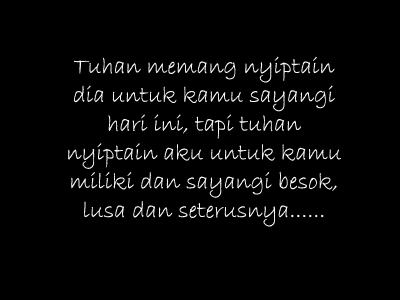 Tuhan memang nyiptain
dia untuk kamu sayangi
hari ini, tapi tuhan
nyiptain aku untuk kamu
miliki dan sayangi besok,
lusa dan seterusnya......